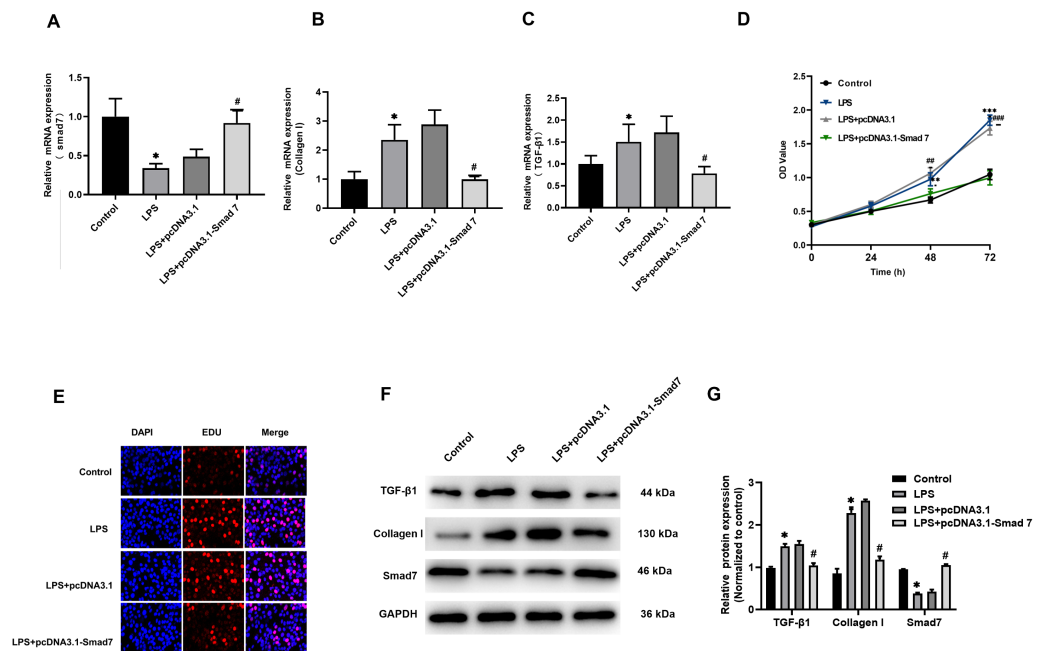 A
B
C
D
Relative mRNA expression
( smad7)
1.5
1.0
0.5
0.0
*
#
Control
LPS
LPS+pcDNA3.1
LPS+pcDNA3.1-Smad 7
Relative mRNA expression
(Collagen I)
4
3
2
1
0
*
#
Control
LPS
LPS+pcDNA3.1
LPS+pcDNA3.1-Smad 7
Relative mRNA expression
(TGF-β1)
2.5
2.0
1.5
1.0
0.5
0.0
*
#
Control
LPS
LPS+pcDNA3.1
LPS+pcDNA3.1-Smad 7
OD Value
2.5
2.0
1.5
1.0
0.5
0.0
Control
LPS
LPS+pcDNA3.1
LPS+pcDNA3.1-Smad 7
##
**
***
###
0
24
48
72
Time (h)
E
DAPI
EDU
Merge
Control
LPS
LPS+pcDNA3.1
LPS+pcDNA3.1-Smad7
F
Control
LPS
LPS+pcDNA3.1
LPS+pcDNA3.1-Smad7
TGF-β1
44 kDa
Collagen I
130 kDa
Smad7
46 kDa
GAPDH
36 kDa
G
Relative protein expression
(Normalized to control)
3
2
1
0
Control
LPS
LPS+pcDNA3.1
LPS+pcDNA3.1-Smad 7
*
#
*
#
*
#
TGF-β1
Collagen I
Smad7